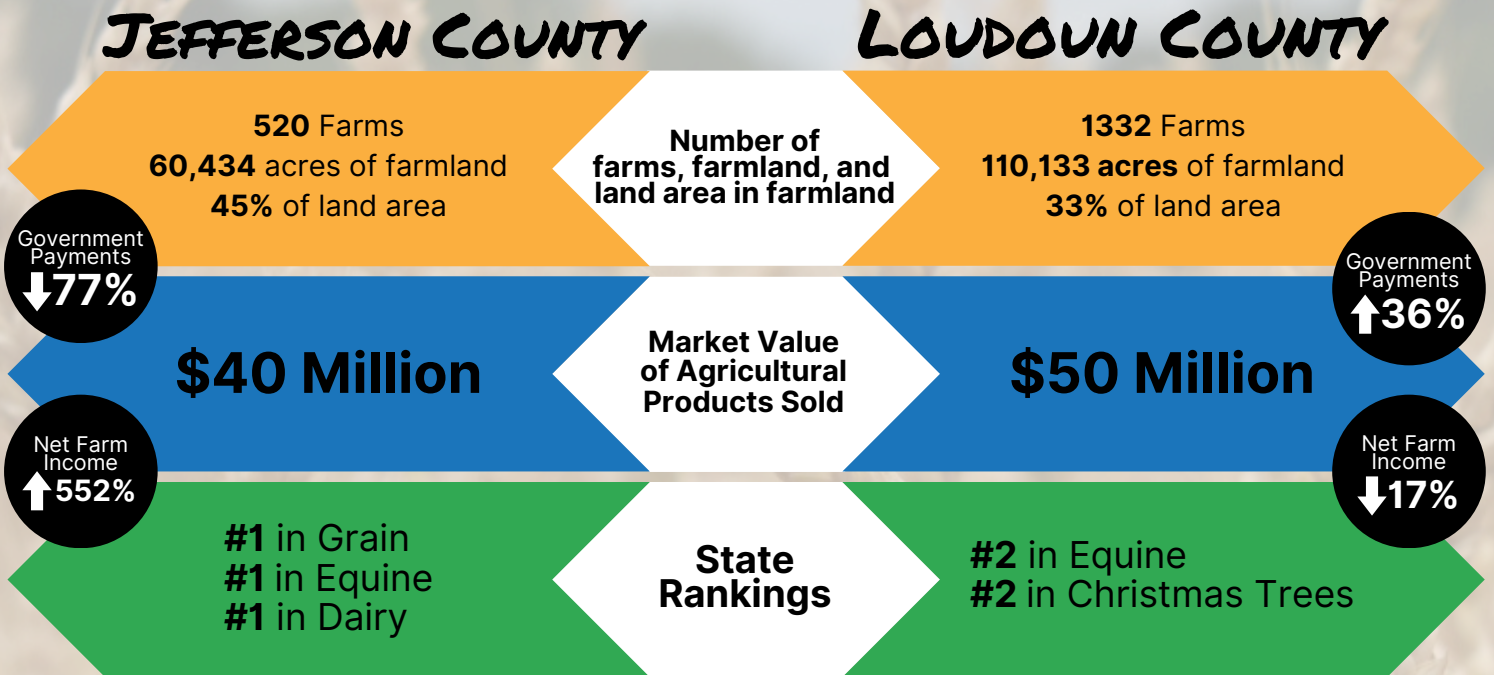 JEFFERSON COUNTY
LOUDOUN COUNTY
520 Farms
60,434 acres of farmland
45% of land area
Number of
farms, farmland, and
land area in farmland
1332 Farms
110,133 acres of farmland
33% of land area
Government
Payments
77%
Government
Payments
36%
$40 Million
Market Value
of Agricultural
Products Sold
$50 Million
Net Farm
Income
552%
Net Farm
Income
17%
#1 in Grain
#1 in Equine
#1 in Dairy
State
Rankings
#2 in Equine
#2 in Christmas Trees